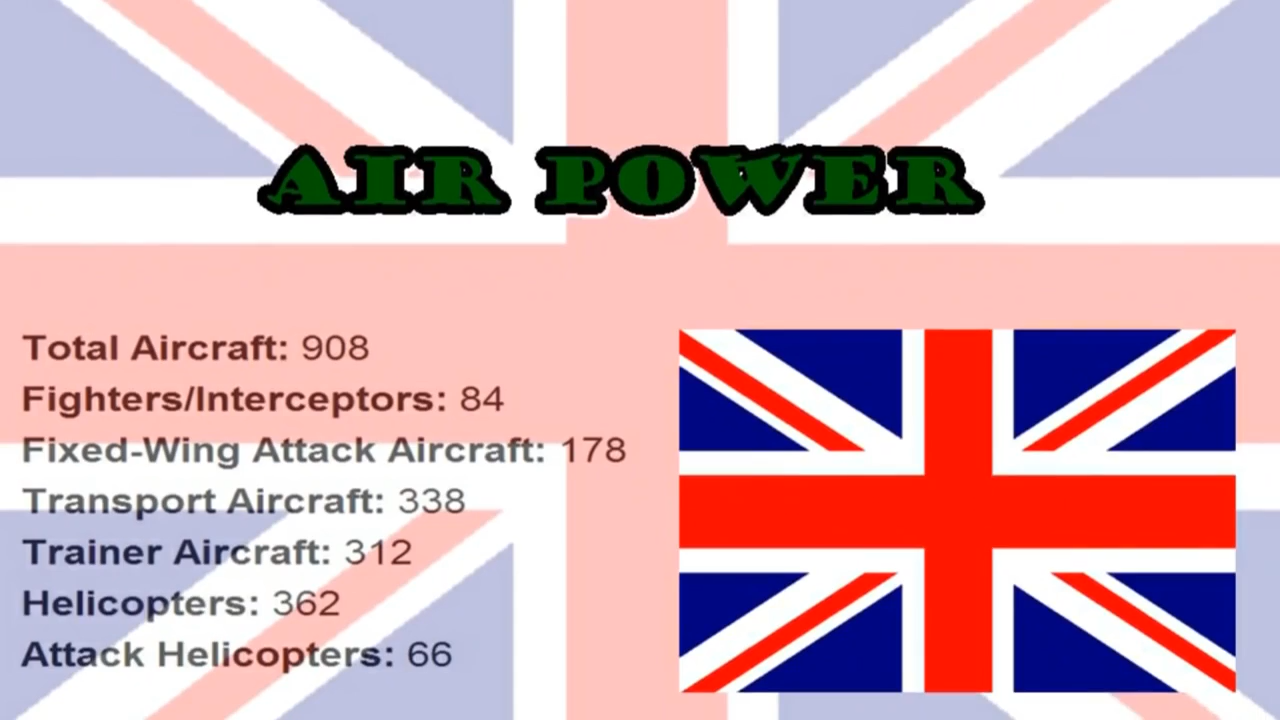 AIR POWER
Total Aircraft: 908
Fighters/Interceptors: 84
Fixed-Wing Attack Aircraft: 178
Transport Aircraft: 338
Trainer Aircraft: 312
Helicopters: 362
Attack Helicopters: 66